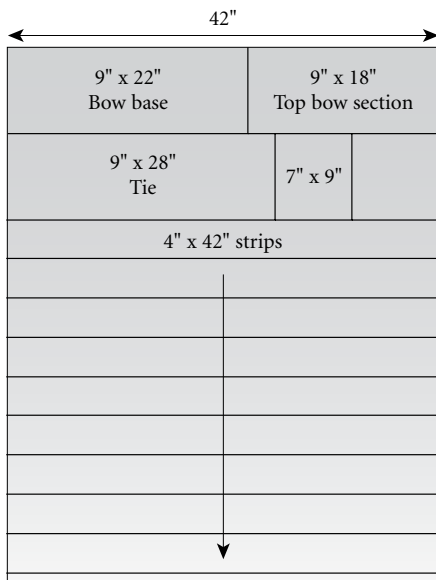 42"
9" x 22"
Bow base
9" x 18"
Top bow section
9" x 28"
Tie
7" x 9"
4" x 42" strips